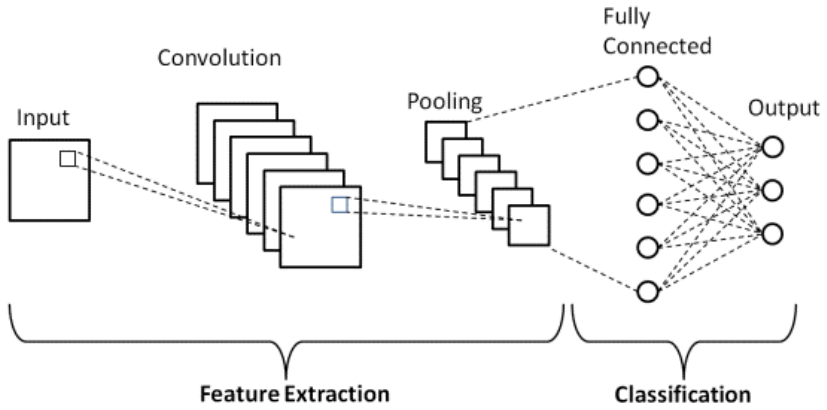 Input
Convolution
Pooling
Fully
Connected
Output
Feature Extraction
Classification